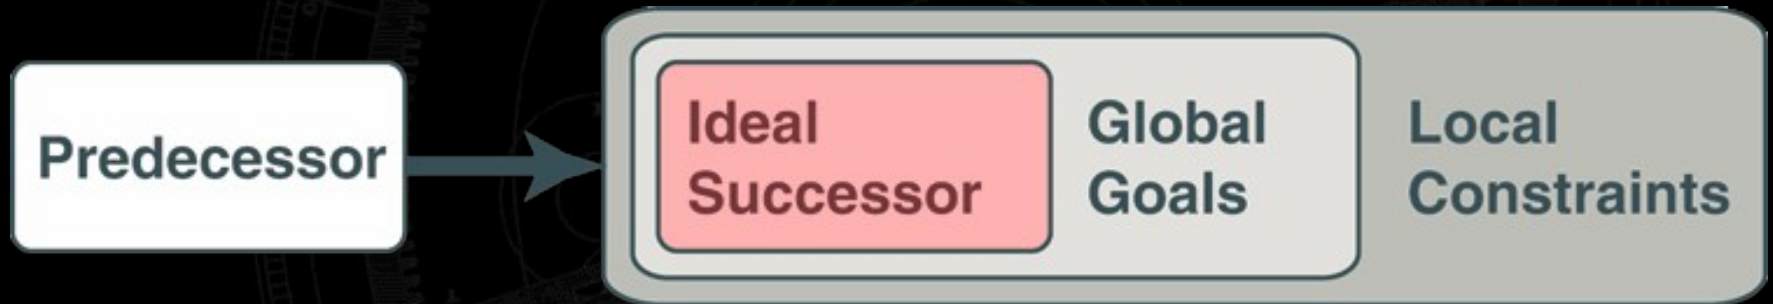 Predecessor
Ideal
Successor
Global
Goals
Local
Constraints